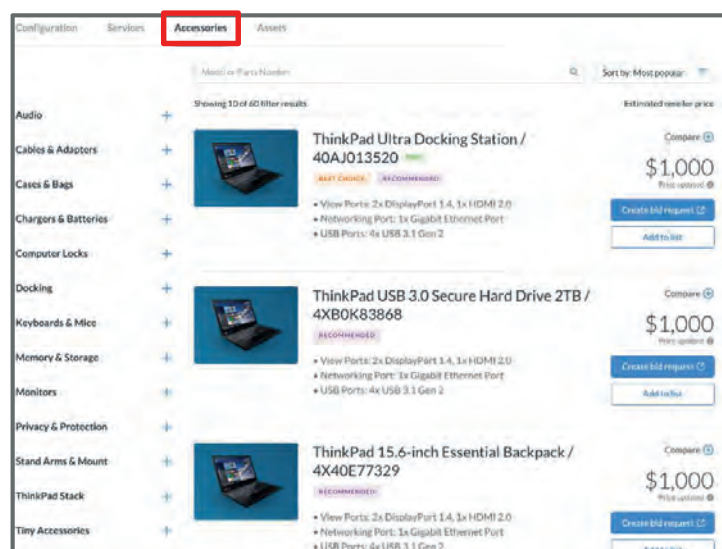 Configuration Services Accessories Assets
Model or Parts Number
Sort by: Most popular
Showing 10 of 60 filter results
Estimated reseller price
Audio
Cables & Adapters
Cases & Bags
Chargers & Batteries
Computer Locks
Docking
Keyboards & Mice
Memory & Storage
Monitors
Privacy & Protection
Stand Arms & Mount
ThinkPad Stack
Tiny Accessories
ThinkPad Ultra Docking Station /
40AJ013520
BEST CHOICE RECOMMENDED
• View Ports: 2x DisplayPort 1.4, 1x HDMI 2.0
• Networking Port: 1x Gigabit Ethernet Port
• USB Ports: 4x USB 3.1 Gen 2
Compare
$1,000
Price updated
Create bid request
Add to list
ThinkPad USB 3.0 Secure Hard Drive 2TB /
4XB0K83868
RECOMMENDED
• View Ports: 2x DisplayPort 1.4, 1x HDMI 2.0
• Networking Port: 1x Gigabit Ethernet Port
• USB Ports: 4x USB 3.1 Gen 2
Compare
$1,000
Price updated
Create bid request
Add to list
ThinkPad 15.6-inch Essential Backpack /
4X40E77329
RECOMMENDED
• View Ports: 2x DisplayPort 1.4, 1x HDMI 2.0
• Networking Port: 1x Gigabit Ethernet Port
• USB Ports: 4x USB 3.1 Gen 2
Compare
$1,000
Price updated
Create bid request